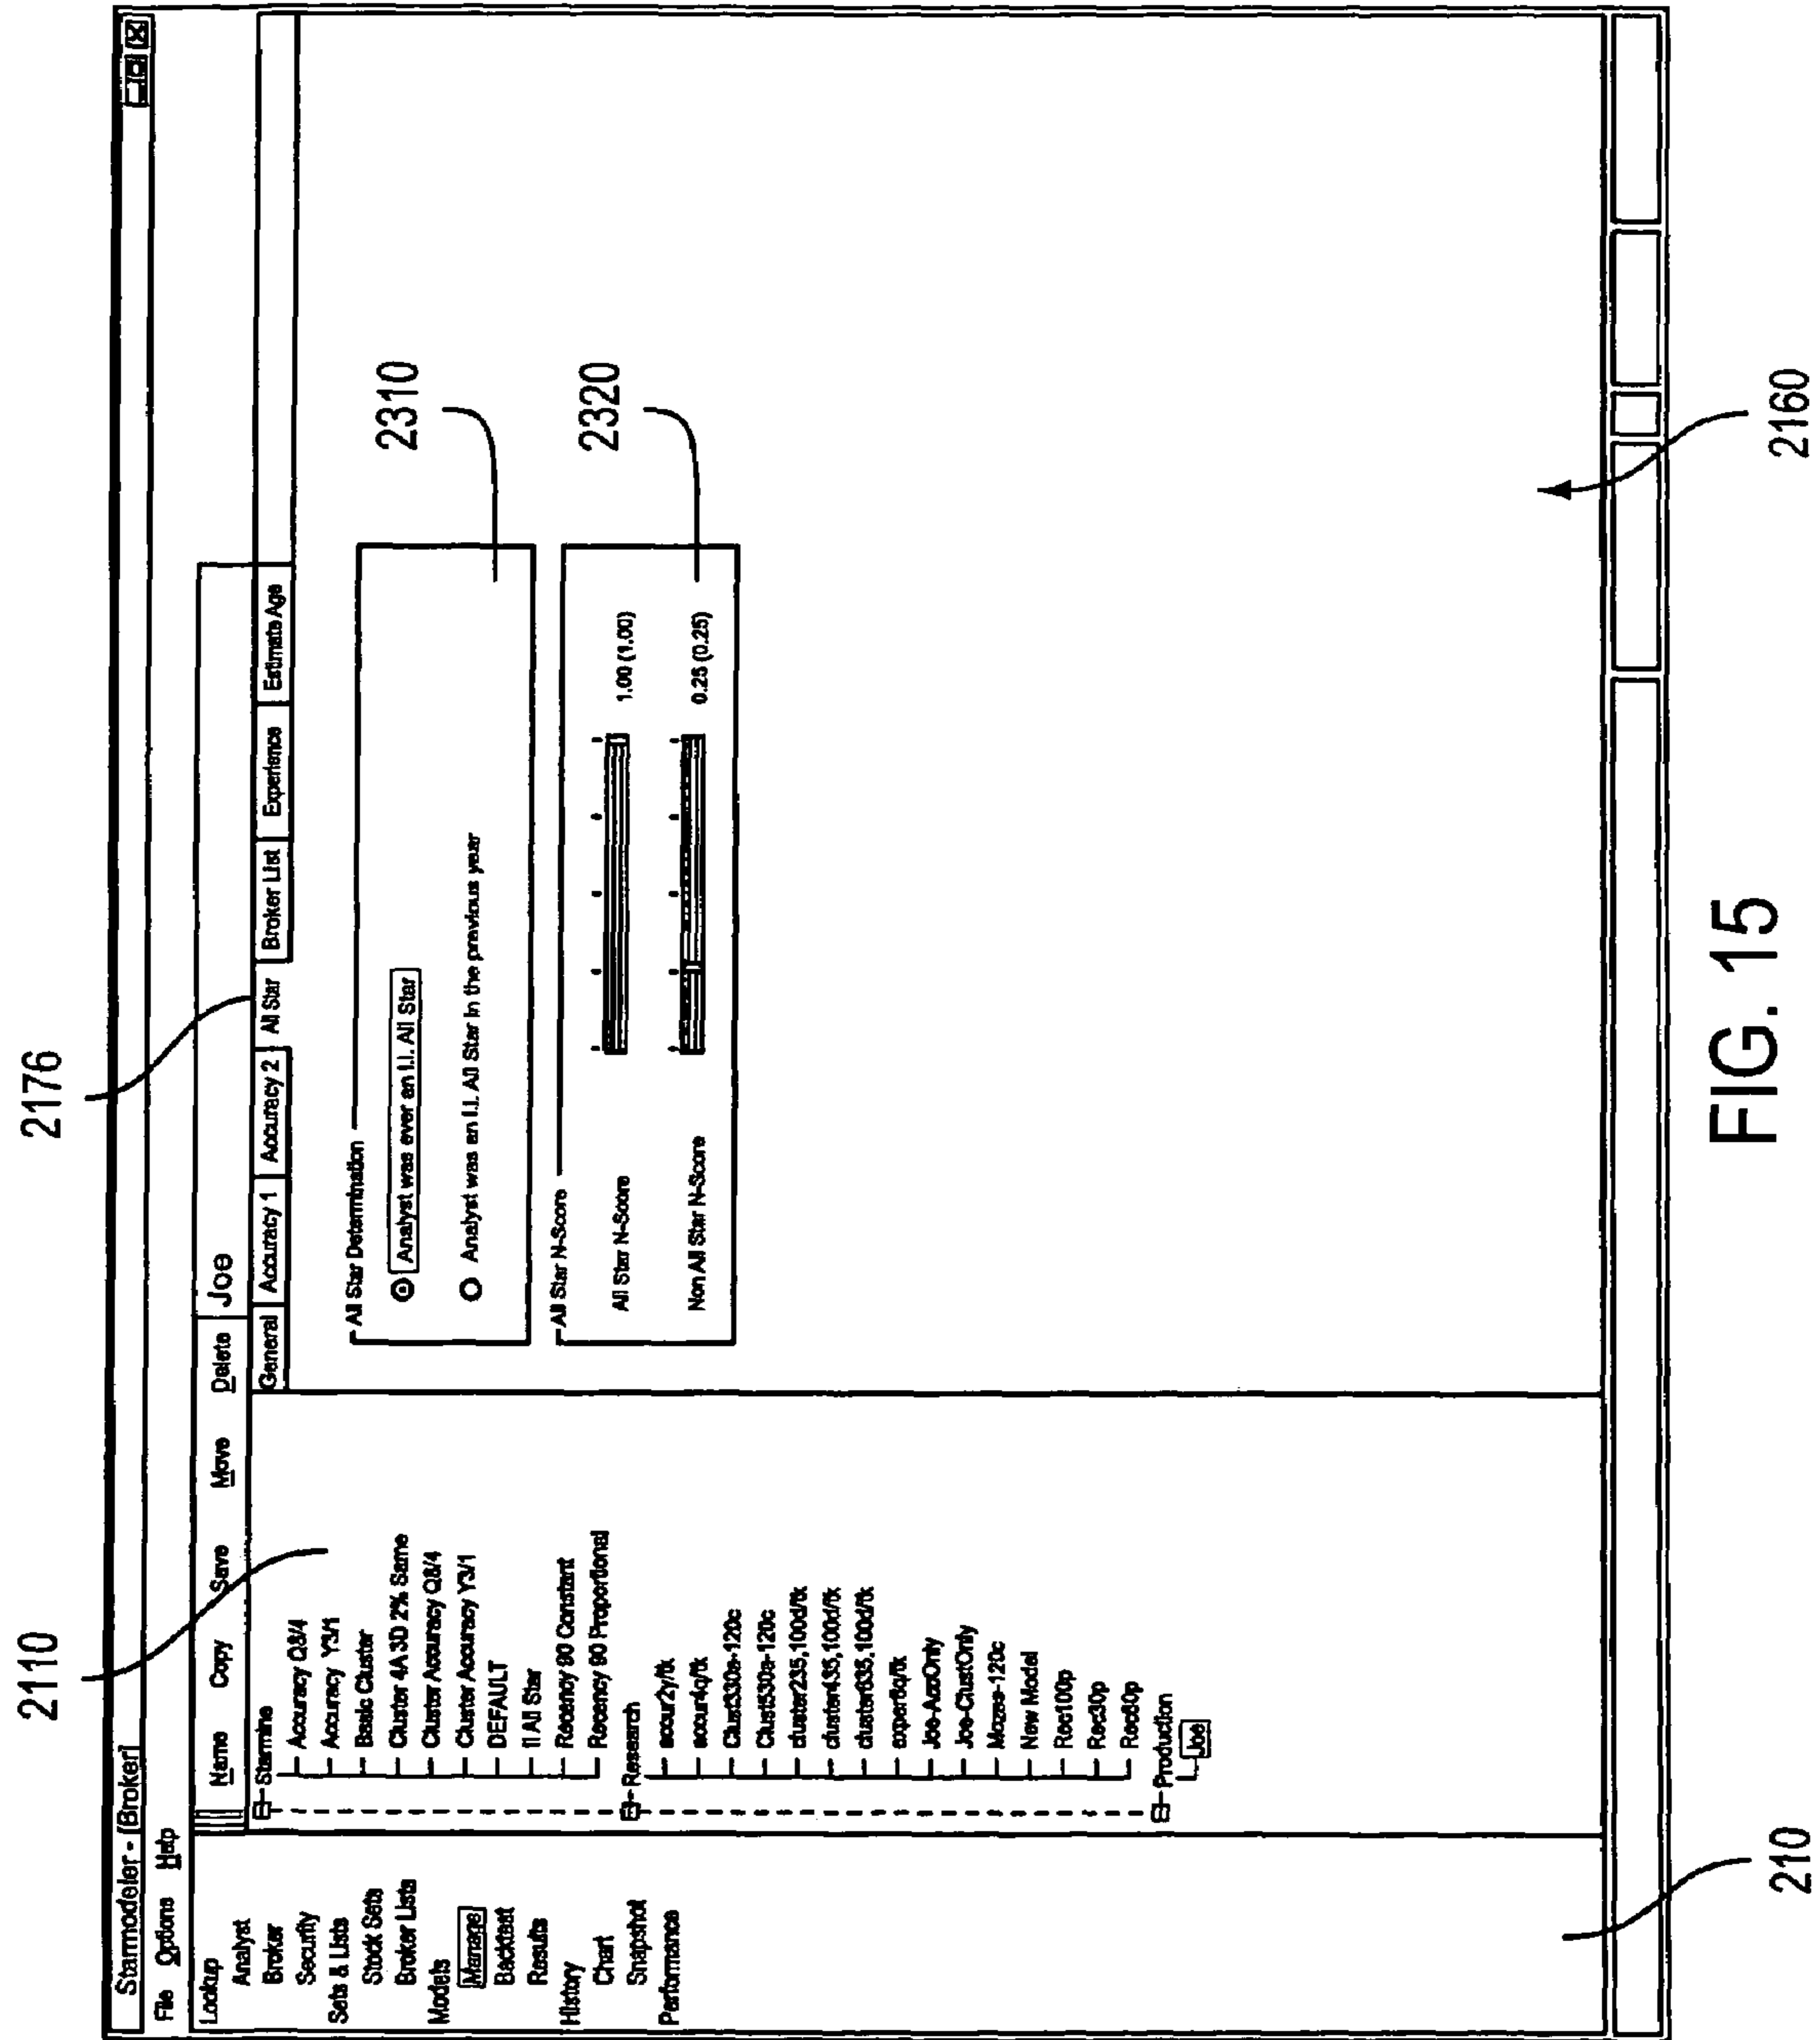 2176
2110
Starmodeler - [Broker]
File Options Help
Name Copy Save Move Delete Joe
General Accuracy 1 Accuracy 2 All Star Broker List Experience Estimate Age
Lookup
Analyst
Broker
Security
Sets & Lists
Stock Sets
Broker Lists
Models
Manage
Backtest
Results
History
Chart
Snapshot
Performance
Starmine
Accuracy Q8/4
Accuracy Y3/1
Basic Cluster
Cluster 4A 3D 2% Same
Cluster Accuracy Q8/4
Cluster Accuracy Y3/1
DEFAULT
II All Star
Recency 90 Constant
Recency 90 Proportional
Research
accur2y/tk
accur4q/tk
Clust330a-120c
Clust530a-120c
cluster235,100d/tk
cluster435,100d/tk
cluster635,100d/tk
exper8q/tk
Joe-AccOnly
Joe-ClustOnly
Mozes-120c
New Model
Rec100p
Rec30p
Rec60p
Production
Joe
All Star Determination
Analyst was ever an I.I. All Star
Analyst was an I.I. All Star in the previous year
2310
All Star N-Score
All Star N-Score 1.00 (1.00)
Non All Star N-Score 0.25 (0.25)
2320
210
2160
FIG. 15